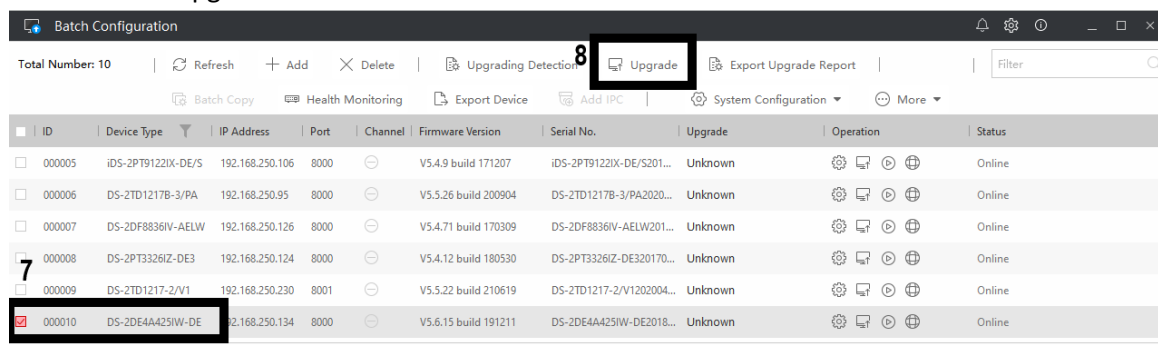 Batch Configuration
Total Number: 10 Refresh Add Delete Upgrading Detection 8 Upgrade Export Upgrade Report Filter
Batch Copy Health Monitoring Export Device Add IPC System Configuration More
ID Device Type IP Address Port Channel Firmware Version Serial No. Upgrade Operation Status
000005 iDS-2PT9122IX-DE/S 192.168.250.106 8000 V5.4.9 build 171207 iDS-2PT9122IX-DE/S201... Unknown Online
000006 DS-2TD1217B-3/PA 192.168.250.95 8000 V5.5.26 build 200904 DS-2TD1217B-3/PA2020... Unknown Online
000007 DS-2DF8836IV-AELW 192.168.250.126 8000 V5.4.71 build 170309 DS-2DF8836IV-AELW201... Unknown Online
000008 DS-2PT3326IZ-DE3 192.168.250.124 8000 V5.4.12 build 180530 DS-2PT3326IZ-DE320170... Unknown Online
7
000009 DS-2TD1217-2/V1 192.168.250.230 8001 V5.5.22 build 210619 DS-2TD1217-2/V1202004... Unknown Online
000010 DS-2DE4A425IW-DE 92.168.250.134 8000 V5.6.15 build 191211 DS-2DE4A425IW-DE2018... Unknown Online